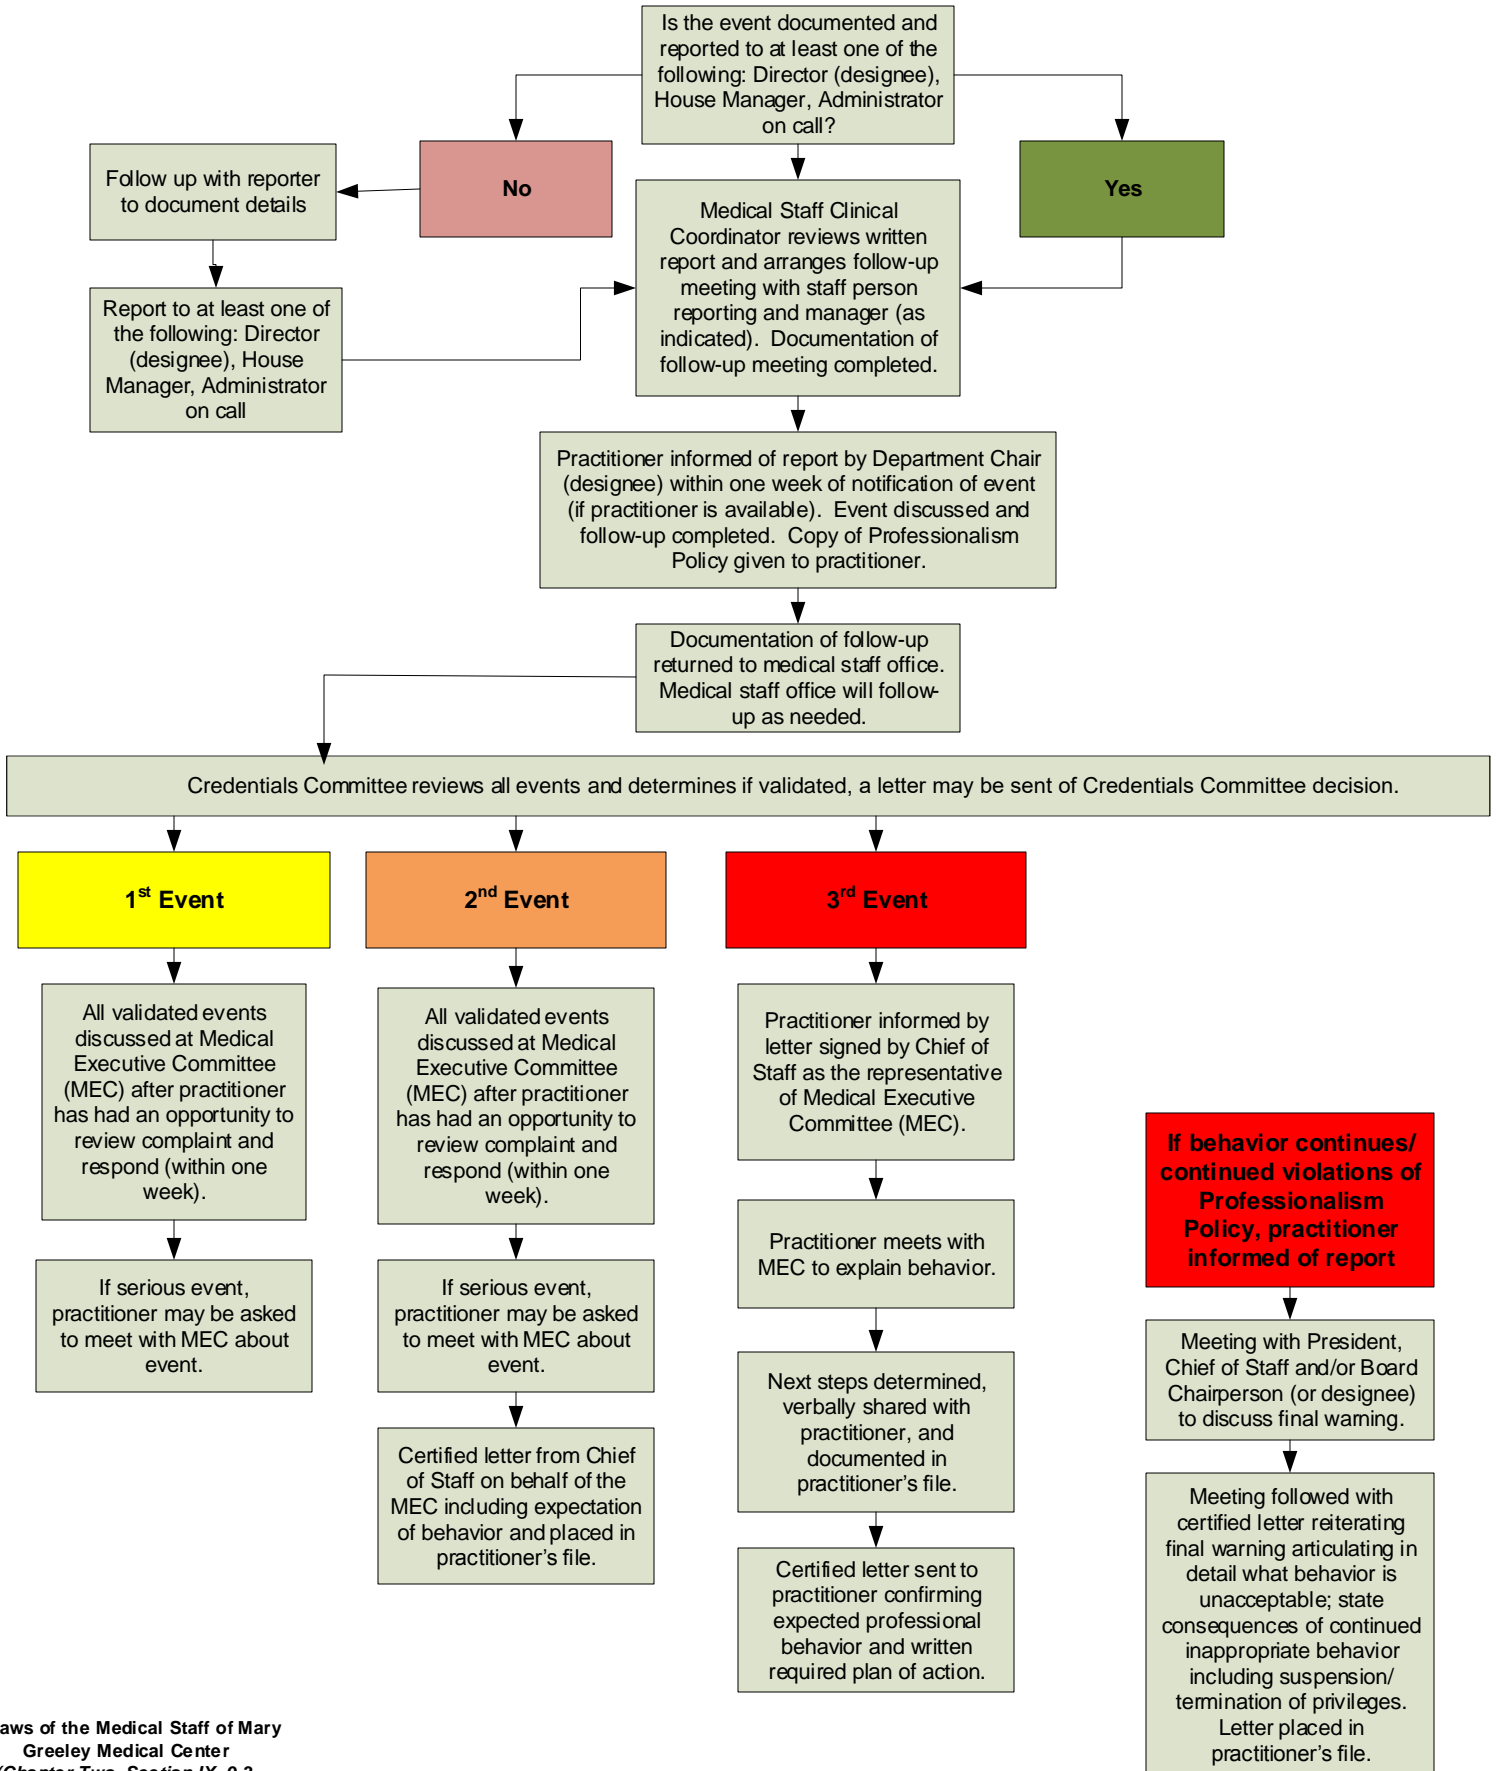 Is the event documented and
reported to at least one of the
following: Director (designee),
House Manager, Administrator
on call?
No
Yes
Follow up with reporter
to document details
Report to at least one of
the following: Director
(designee), House
Manager, Administrator
on call
Medical Staff Clinical
Coordinator reviews written
report and arranges follow-up
meeting with staff person
reporting and manager (as
indicated). Documentation of
follow-up meeting completed.
Practitioner informed of report by Department Chair
(designee) within one week of notification of event
(if practitioner is available). Event discussed and
follow-up completed. Copy of Professionalism
Policy given to practitioner.
Documentation of follow-up
returned to medical staff office.
Medical staff office will follow-
up as needed.
Credentials Committee reviews all events and determines if validated, a letter may be sent of Credentials Committee decision.
1st Event
All validated events
discussed at Medical
Executive Committee
(MEC) after practitioner
has had an opportunity to
review complaint and
respond (within one
week).
If serious event,
practitioner may be asked
to meet with MEC about
event.
2nd Event
All validated events
discussed at Medical
Executive Committee
(MEC) after practitioner
has had an opportunity to
review complaint and
respond (within one
week).
If serious event,
practitioner may be asked
to meet with MEC about
event.
Certified letter from Chief
of Staff on behalf of the
MEC including expectation
of behavior and placed in
practitioner's file.
3rd Event
Practitioner informed by
letter signed by Chief of
Staff as the representative
of Medical Executive
Committee (MEC).
Practitioner meets with
MEC to explain behavior.
Next steps determined,
verbally shared with
practitioner, and
documented in
practitioner's file.
Certified letter sent to
practitioner confirming
expected professional
behavior and written
required plan of action.
If behavior continues/
continued violations of
Professionalism
Policy, practitioner
informed of report
Meeting with President,
Chief of Staff and/or Board
Chairperson (or designee)
to discuss final warning.
Meeting followed with
certified letter reiterating
final warning articulating in
detail what behavior is
unacceptable; state
consequences of continued
inappropriate behavior
including suspension/
termination of privileges.
Letter placed in
practitioner's file.
aws of the Medical Staff of Mary
Greeley Medical Center
(Chapter Two, Section IX, 9.3